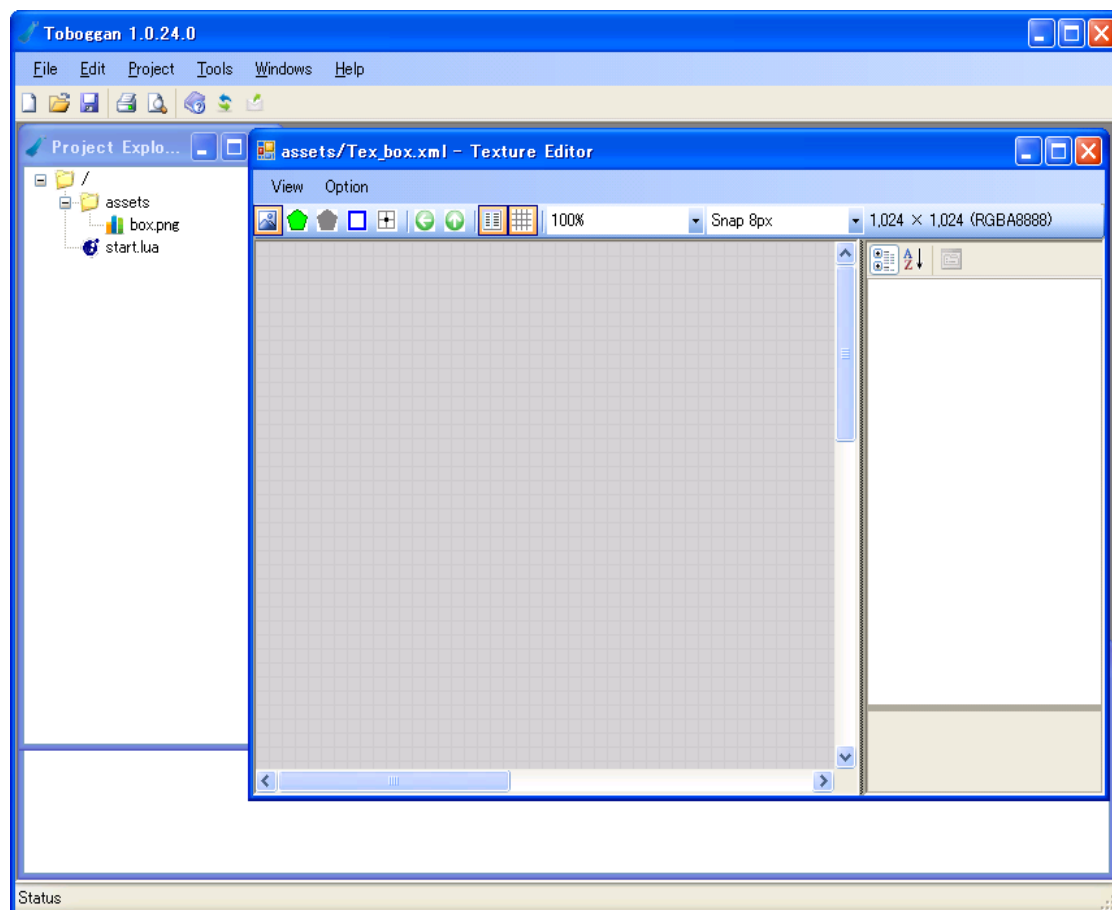 Toboggan 1.0.24.0
File Edit Project Tools Windows Help
Project Explo...
/
assets
box.png
start.lua
assets/Tex_box.xml - Texture Editor
View Option
100% Snap 8px 1,024 × 1,024 (RGBA8888)
Status